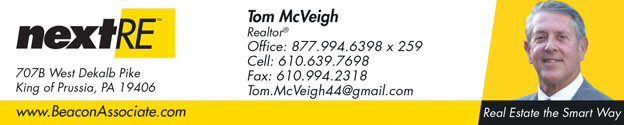 nextRE™
707B West Dekalb Pike
King of Prussia, PA 19406
www.BeaconAssociate.com
Tom McVeigh
Realtor®
Office: 877.994.6398 x 259
Cell: 610.639.7698
Fax: 610.994.2318
Tom.McVeigh44@gmail.com
Real Estate the Smart Way